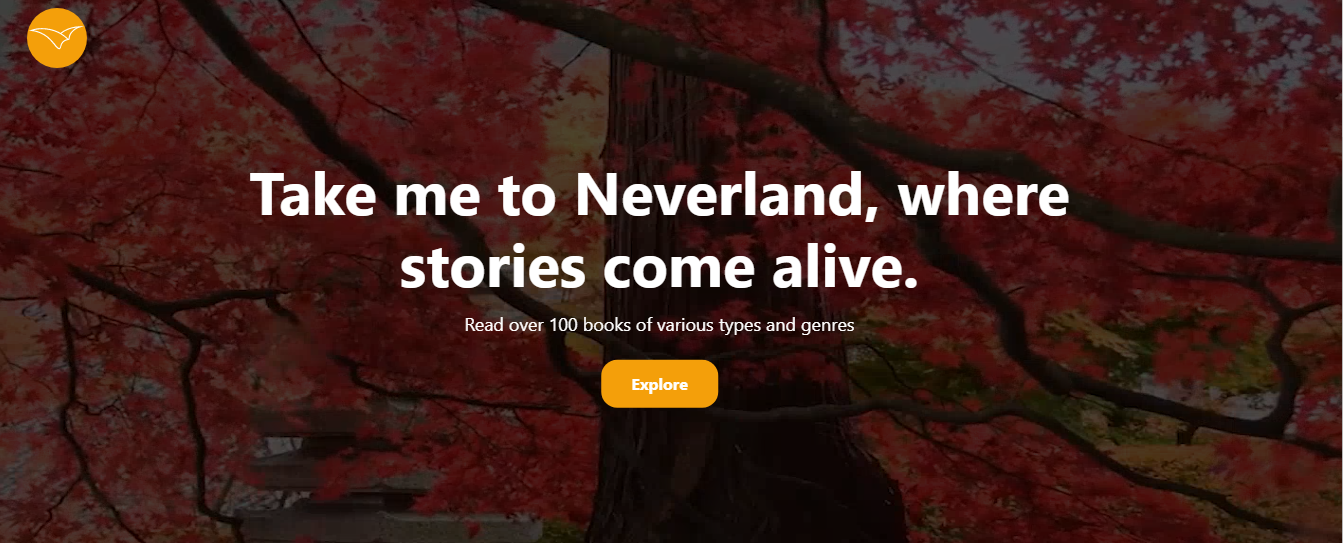 Take me to Neverland, where
stories come alive.
Read over 100 books of various types and genres
Explore